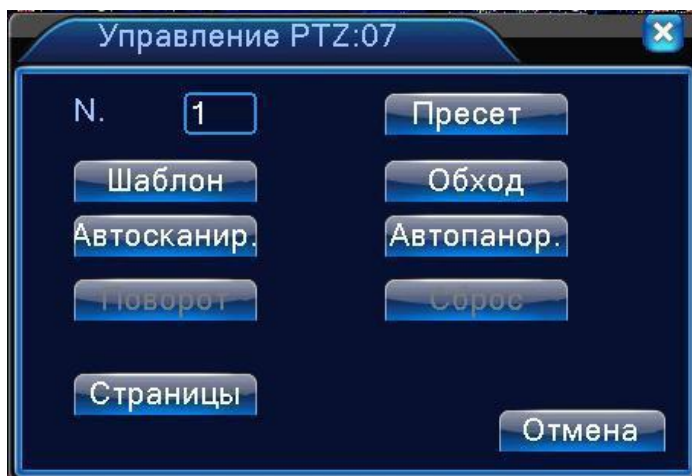 Управление PTZ:07
N. 1 Пресет
Шаблон Обход
Автосканир. Автопанор.
Поворот Сброс
Страницы
Отмена